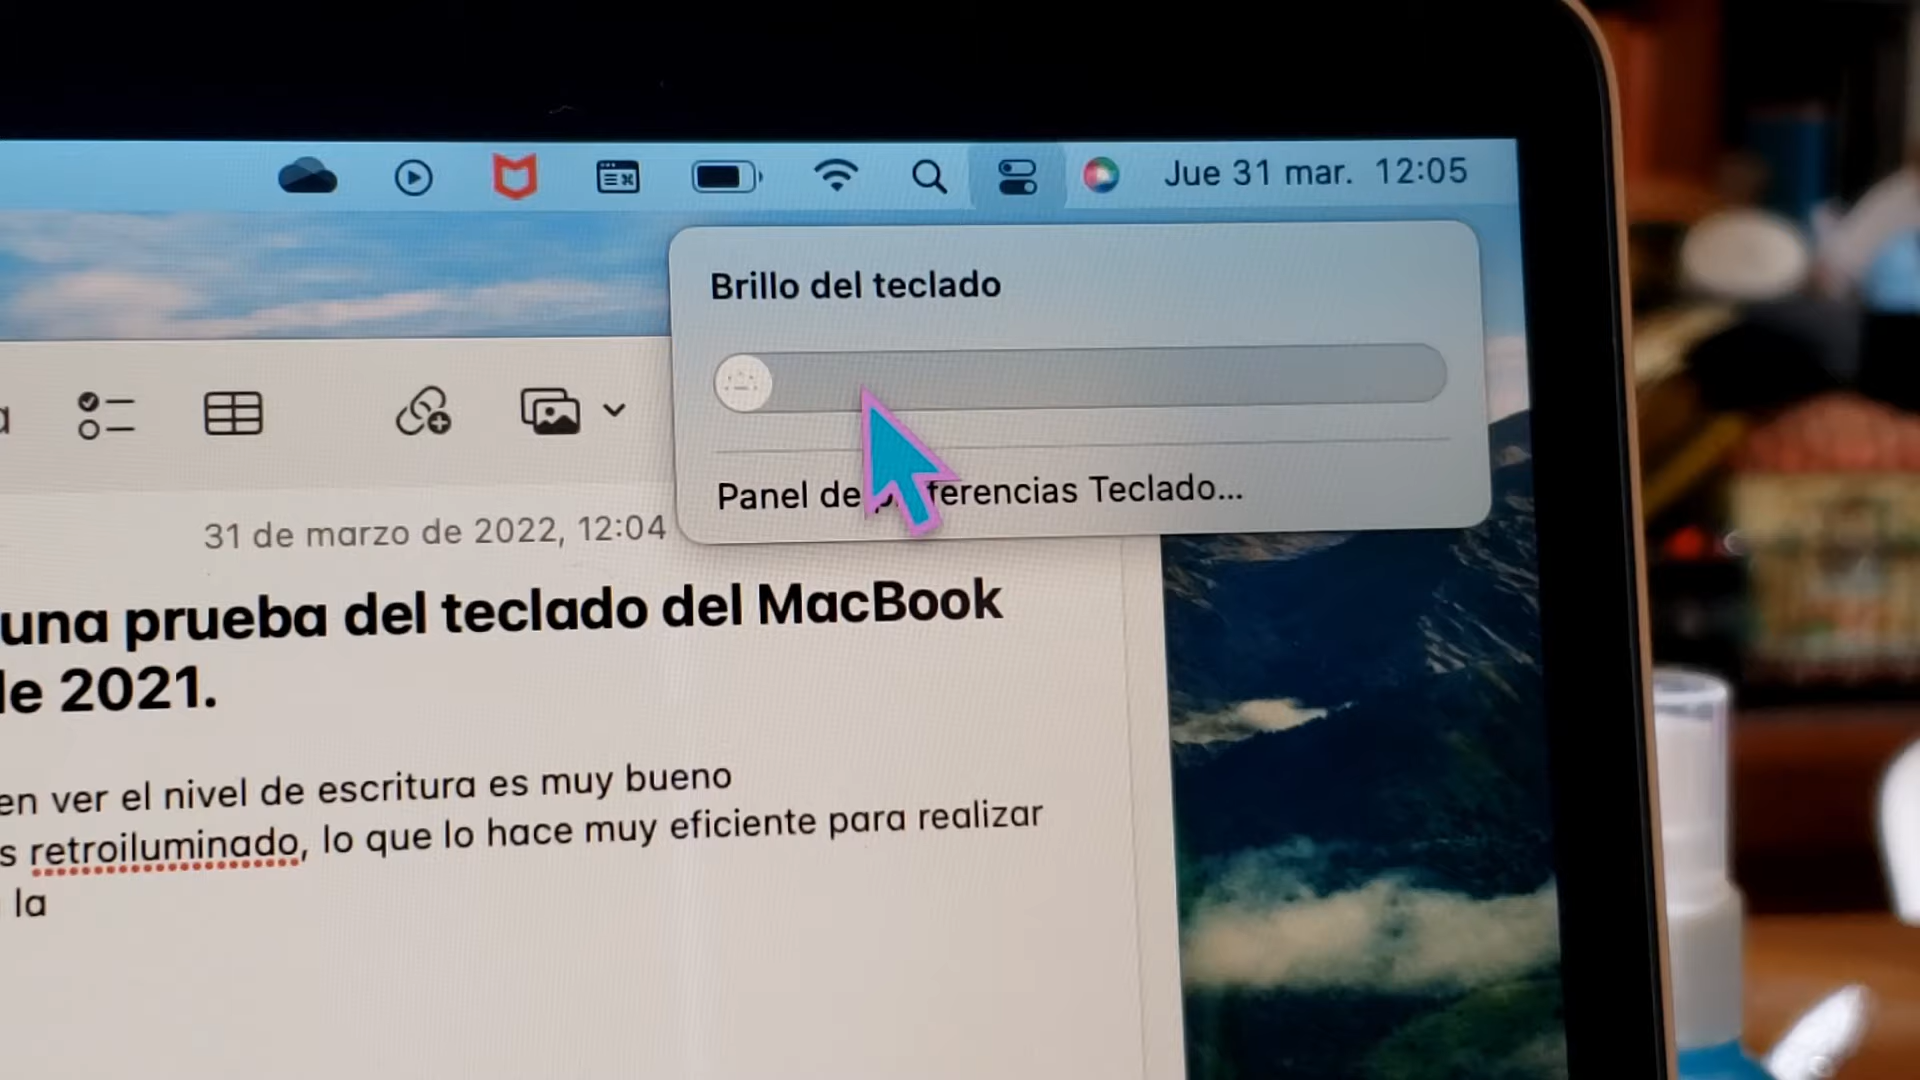 Jue 31 mar. 12:05
Brillo del teclado
Panel de ferencias Teclado...
31 de marzo de 2022, 12:04
una prueba del teclado del MacBook
de 2021.
en ver el nivel de escritura es muy bueno
s retroiluminado, lo que lo hace muy eficiente para realizar
la